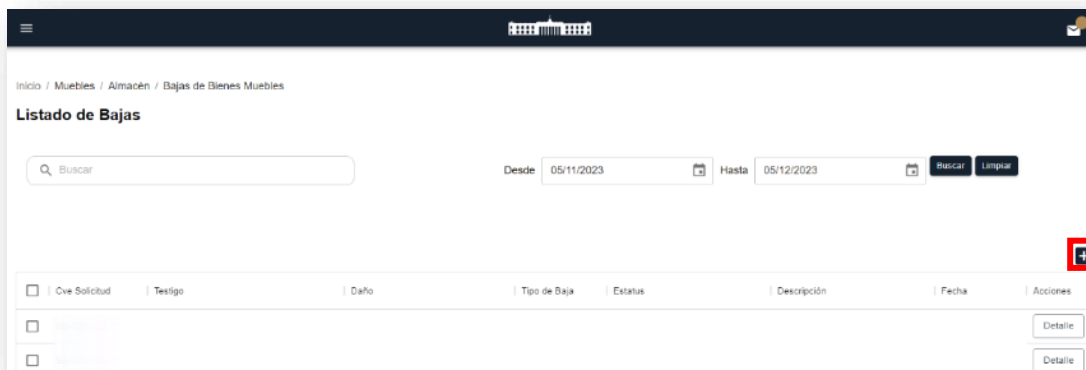 Inicio / Muebles / Almacén / Bajas de Bienes Muebles
Listado de Bajas
Buscar Desde 05/11/2023 Hasta 05/12/2023 Buscar Limpiar
+
Cve Solicitud Testigo Daño Tipo de Baja Estatus Descripción Fecha Acciones
Detalle
Detalle